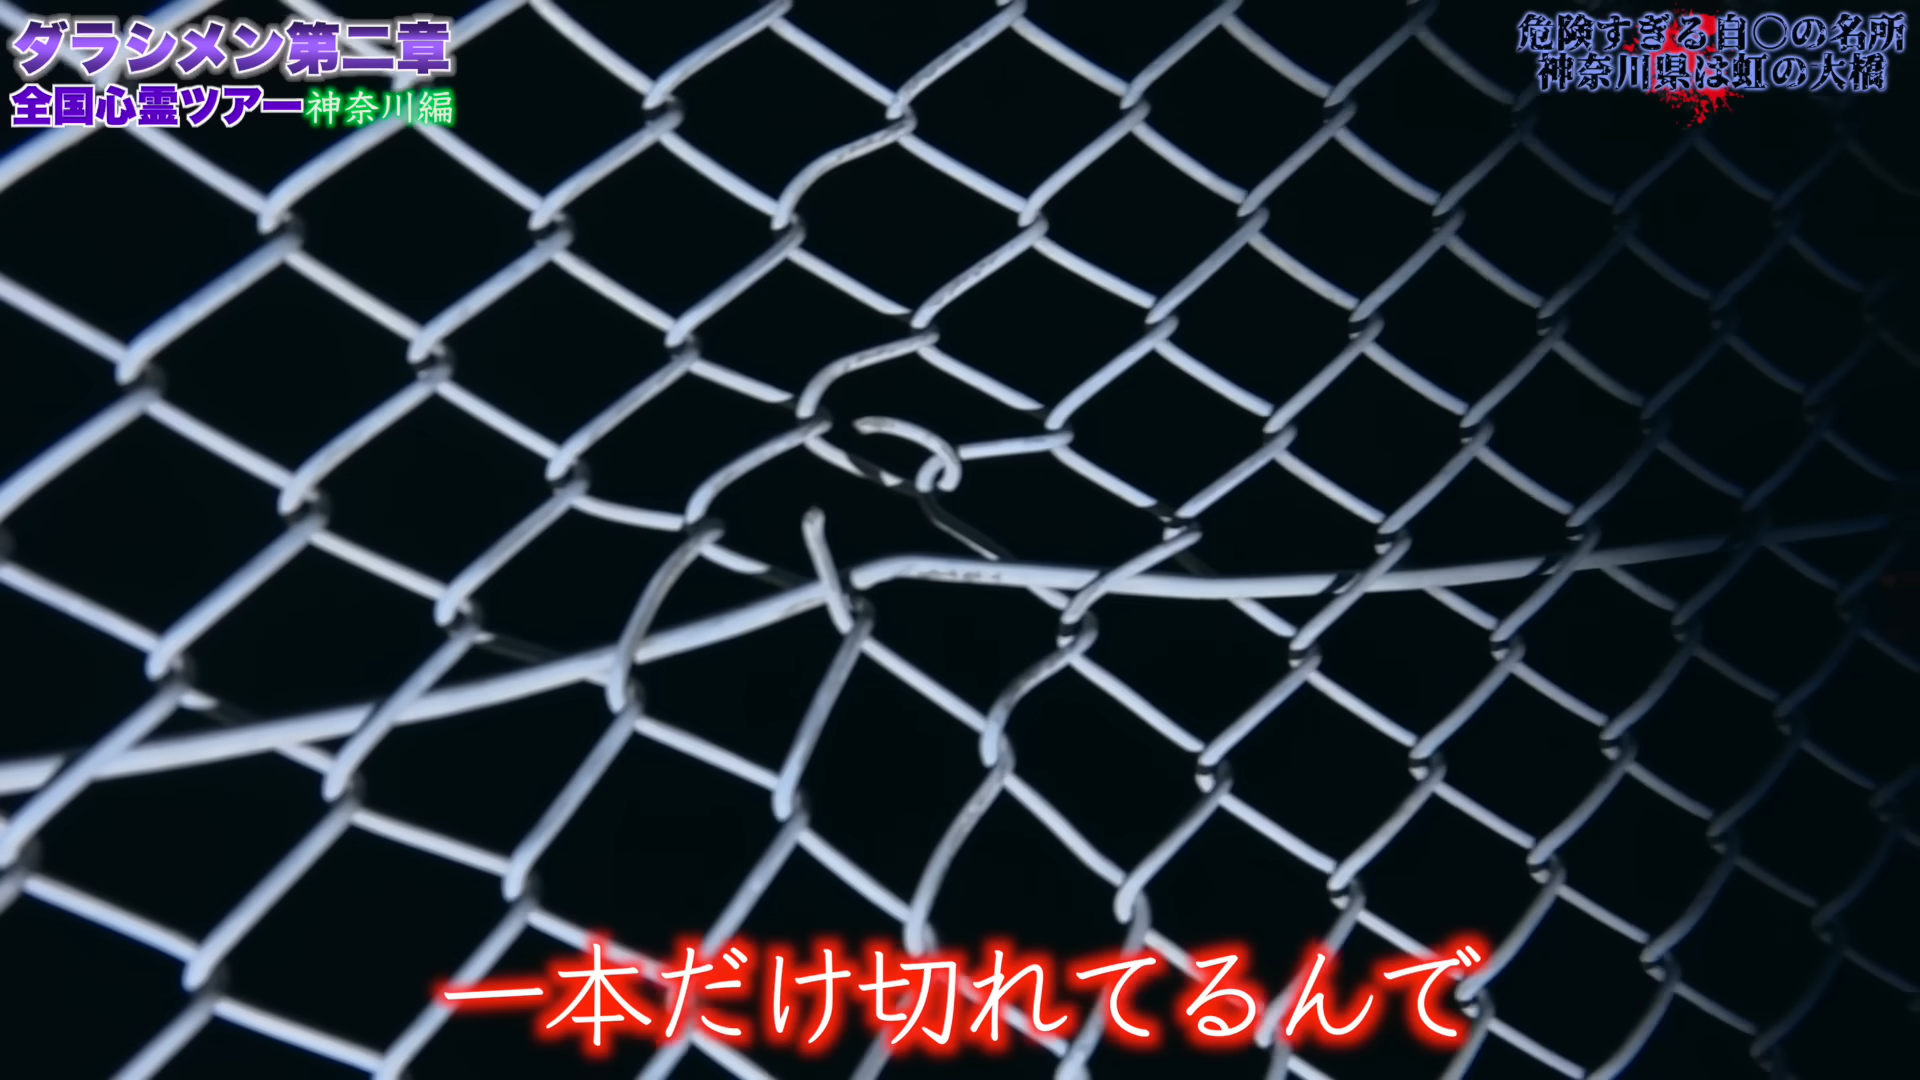 ダラシメン第二章
全国心霊ツアー神奈川編
危険すぎる自〇の名所
神奈川県は虹の大橋
一本だけ切れてるんで